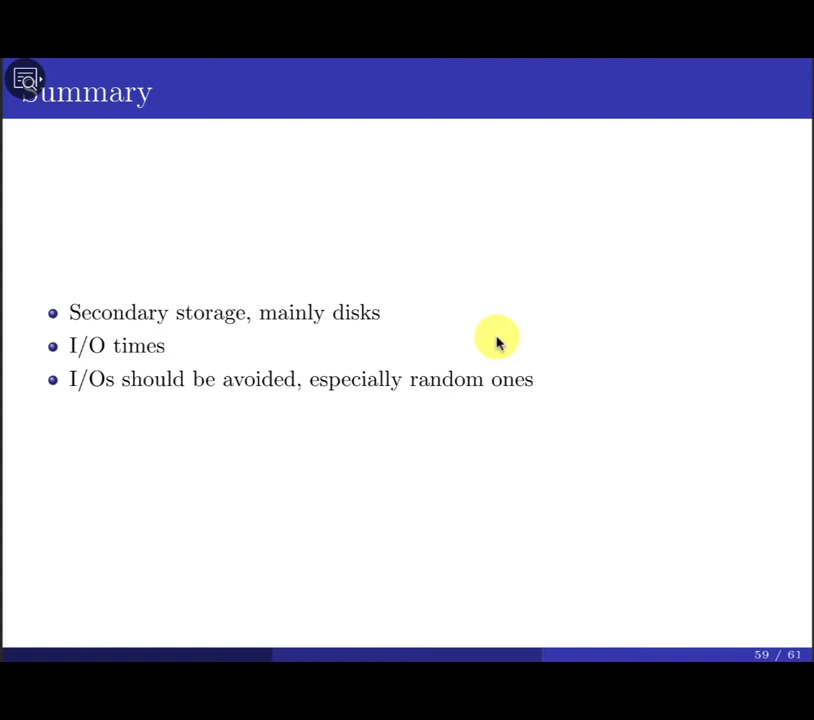 Summary
Secondary storage, mainly disks
I/O times
I/Os should be avoided, especially random ones
59 / 61